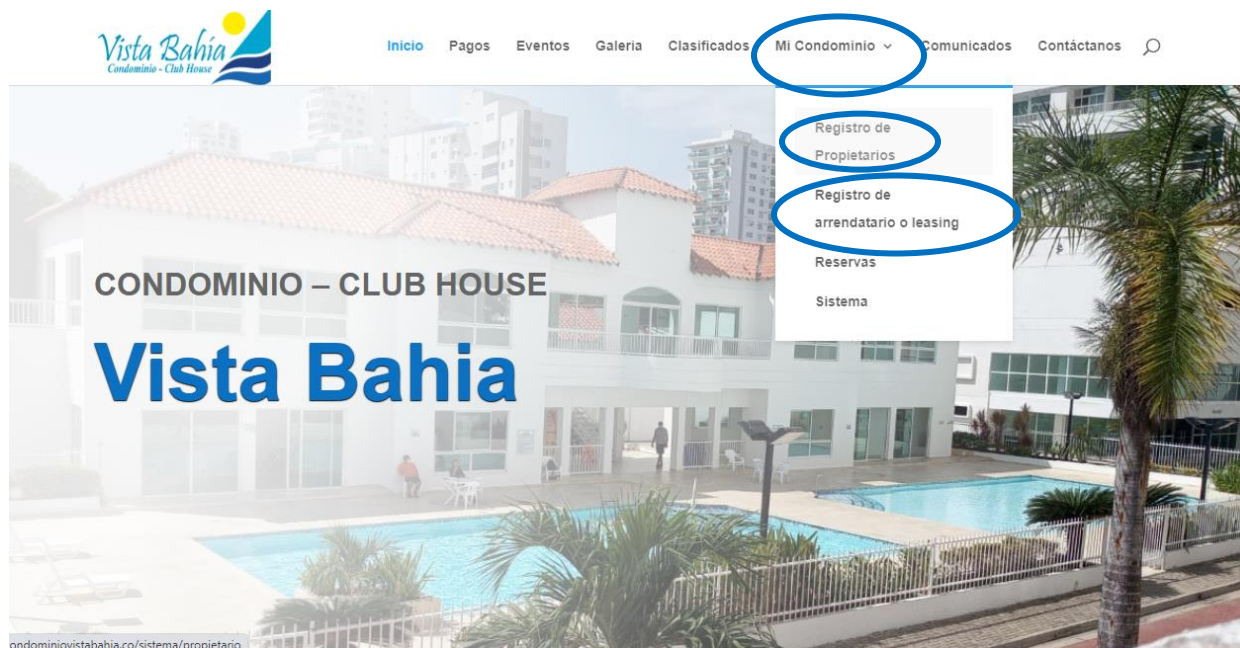 Vista Bahía
Condominio - Club House
Inicio Pagos Eventos Galeria Clasificados Mi Condominio Comunicados Contáctanos
Registro de
Propietarios
Registro de
arrendatario o leasing
Reservas
Sistema
CONDOMINIO – CLUB HOUSE
Vista Bahia
ondominiovistabahia.co/sistema/propietario